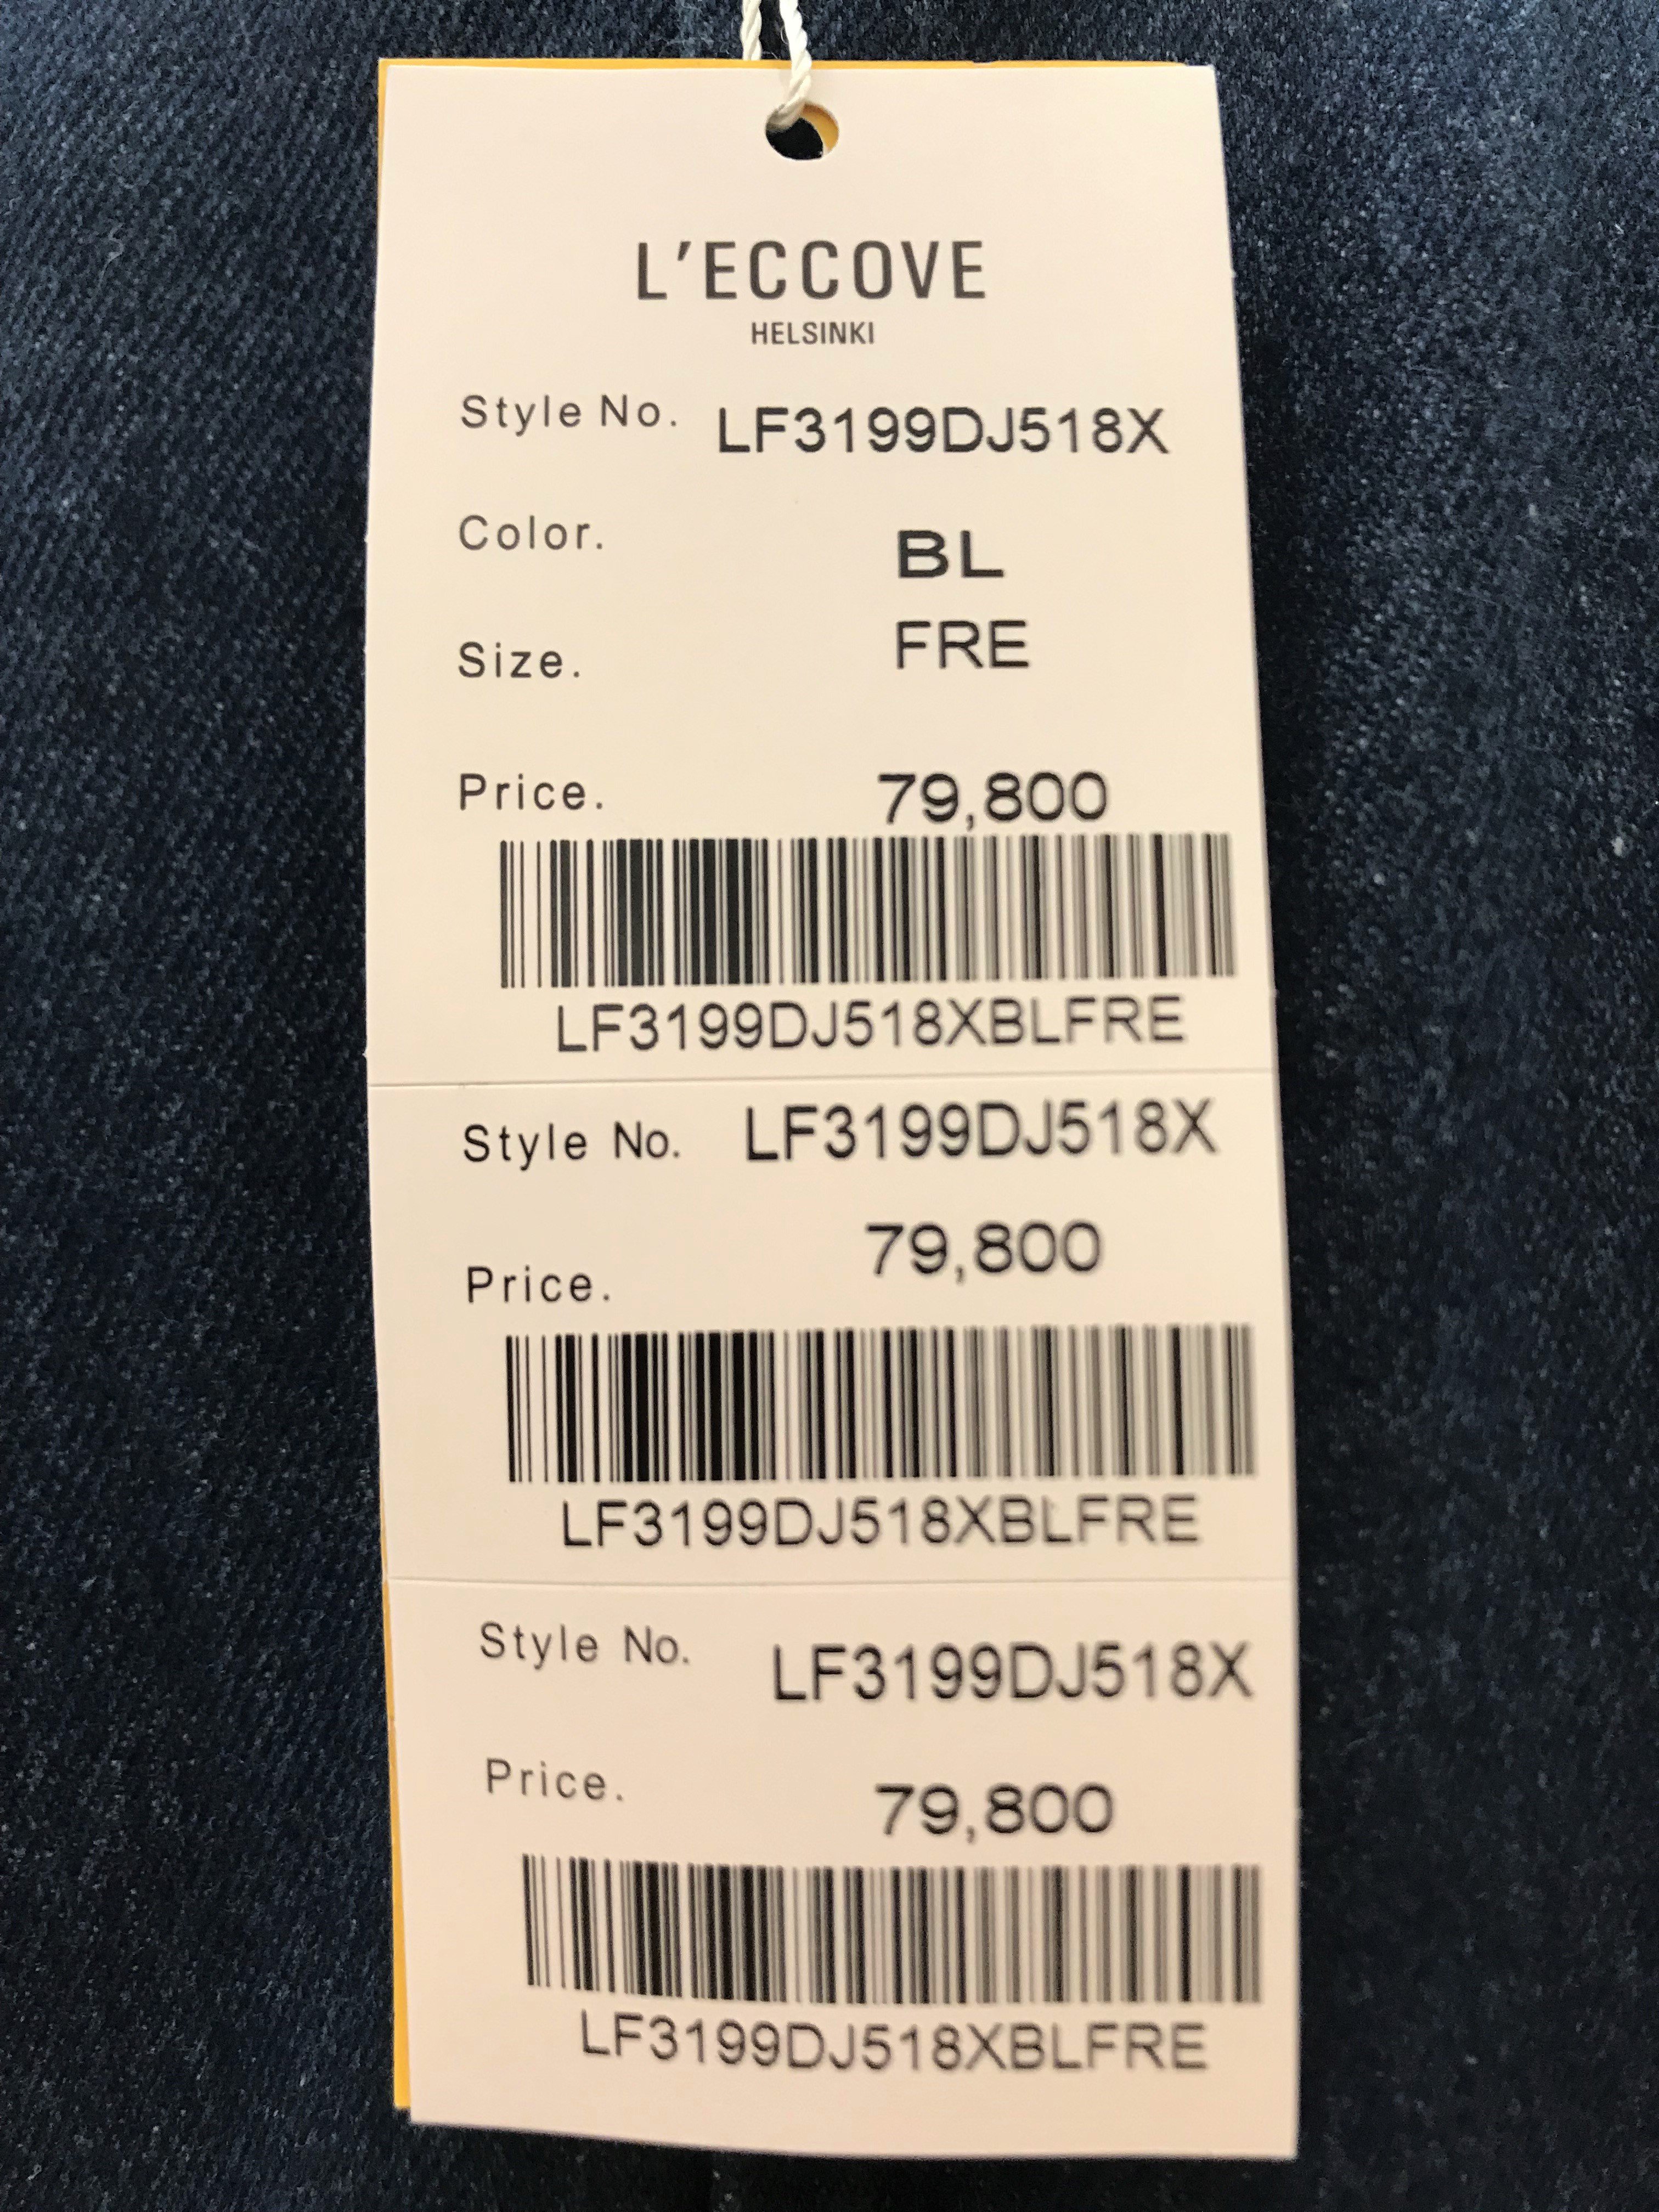 L'ECCOVE
HELSINKI
Style No. LF3199DJ518X
Color. BL
Size. FRE
Price. 79,800
LF3199DJ518XBLFRE
Style No. LF3199DJ518X
Price. 79,800
LF3199DJ518XBLFRE
Style No. LF3199DJ518X
Price. 79,800
LF3199DJ518XBLFRE